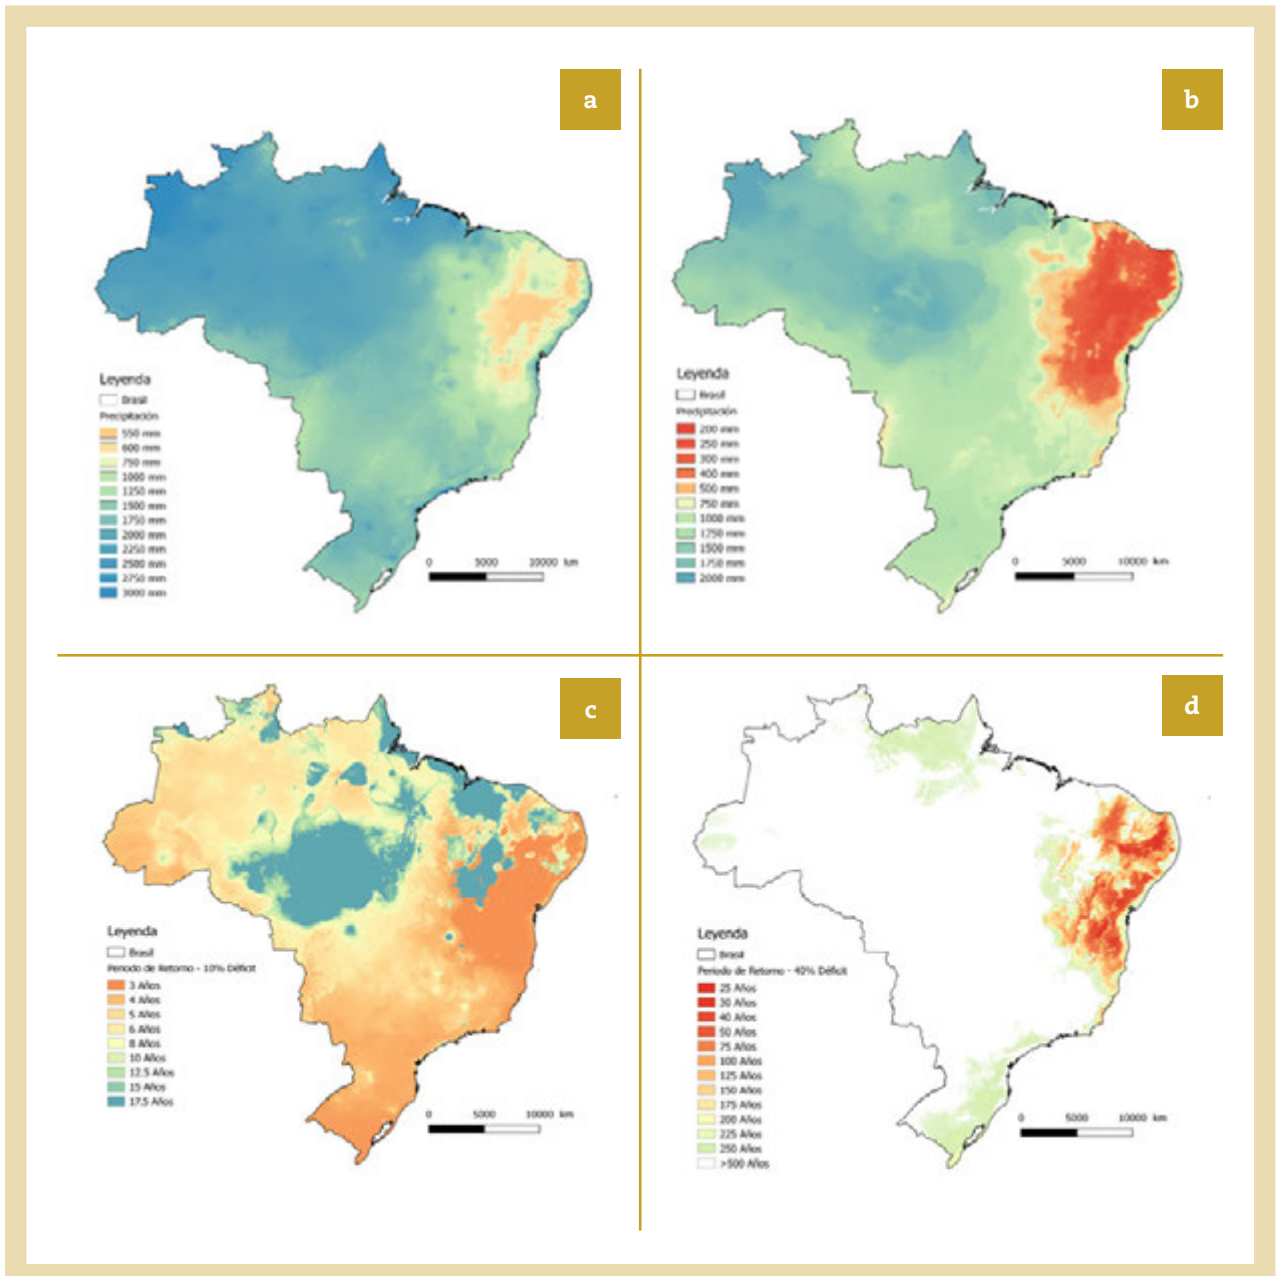 a
Leyenda
Brasil
Precipitación
550 mm
600 mm
750 mm
1000 mm
1250 mm
1500 mm
1750 mm
2000 mm
2250 mm
2500 mm
2750 mm
3000 mm
0 5000 10000 km
b
Leyenda
Brasil
Precipitación
200 mm
250 mm
300 mm
400 mm
500 mm
750 mm
1000 mm
1750 mm
1500 mm
1750 mm
2000 mm
0 5000 10000 km
c
Leyenda
Brasil
Periodo de Retorno - 10% Déficit
3 Años
4 Años
5 Años
6 Años
8 Años
10 Años
12.5 Años
15 Años
17.5 Años
0 5000 10000 km
d
Leyenda
Brasil
Periodo de Retorno - 40% Déficit
25 Años
30 Años
40 Años
50 Años
75 Años
100 Años
125 Años
150 Años
175 Años
200 Años
225 Años
250 Años
>500 Años
0 5000 10000 km